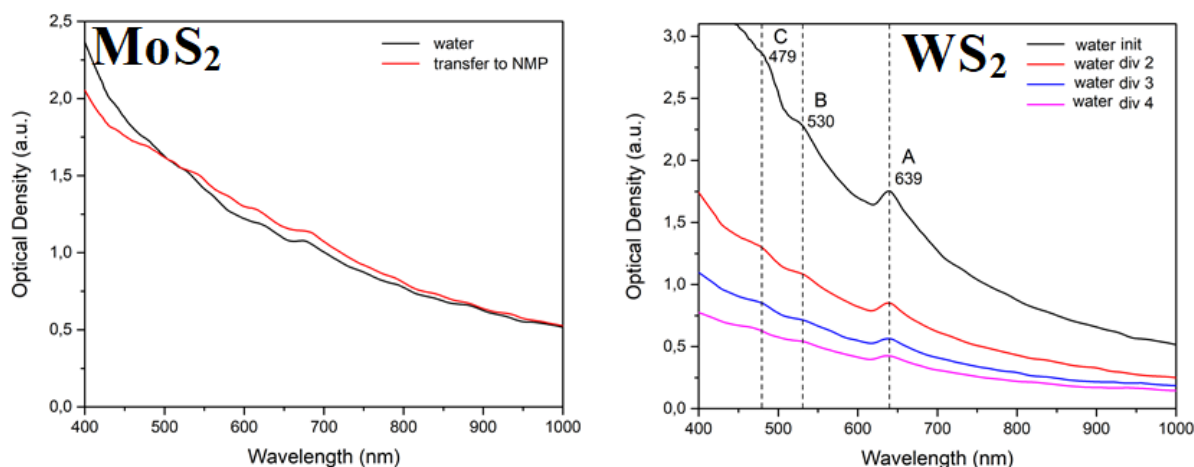 MoS2
water
transfer to NMP
2,5
2,0
1,5
1,0
0,5
0,0
Optical Density (a.u.)
400 500 600 700 800 900 1000
Wavelength (nm)
WS2
water init
water div 2
water div 3
water div 4
C
479
B
530
A
639
3,0
2,5
2,0
1,5
1,0
0,5
0,0
Optical Density (a.u.)
400 500 600 700 800 900 1000
Wavelength (nm)